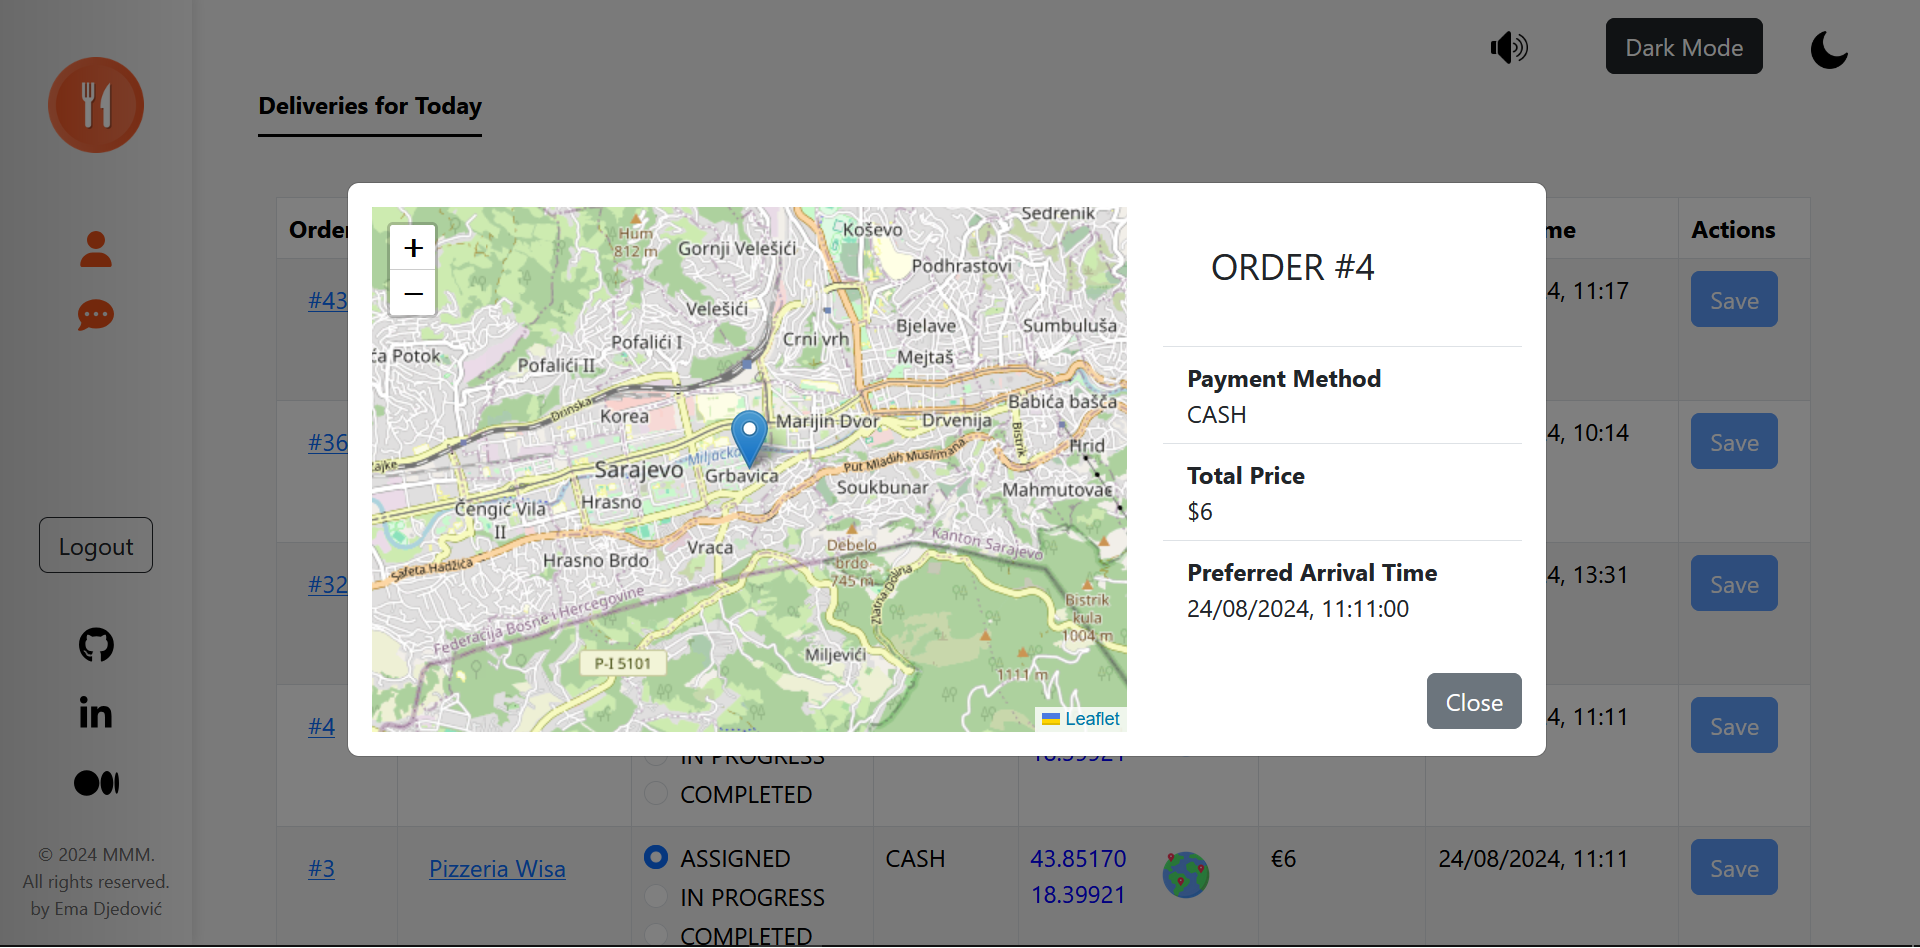 Dark Mode
Deliveries for Today
Logout
© 2024 MMM.
All rights reserved.
by Ema Djedović
Actions
#43
4, 11:17
Save
#36
4, 10:14
Save
#32
4, 13:31
Save
#4
4, 11:11
Save
IN PROGRESS
18.39921
COMPLETED
#3
Pizzeria Wisa
ASSIGNED
IN PROGRESS
COMPLETED
CASH
43.85170
18.39921
€6
24/08/2024, 11:11
Save
+
−
Sedrenik
Hum
812 m
Gornji Velešići
Koševo
Podhrastovi
Velešići
Bjelave
Sumbuluša
Crni vrh
Pofalići I
Mejtaš
ća Potok
Pofalići II
Drinska
Korea
Marijin Dvor
Drvenija
Babića bašča
Bistrik
Hrid
Miljacka
Put Mladih Muslimana
Sarajevo
Grbavica
Soukbunar
Mahmutovac
Hrasno
Čengić Vila
II
Vraca
Debelo
brdo
745 m
Kanton Sarajevo
Hrasno Brdo
Safeta Hadžića
Zlatna Dolina
Federacija Bosne i Hercegovine
Bistrik
kula
1004 m
Miljevići
P-I 5101
1111 m
Leaflet
ORDER #4
Payment Method
CASH
Total Price
$6
Preferred Arrival Time
24/08/2024, 11:11:00
Close